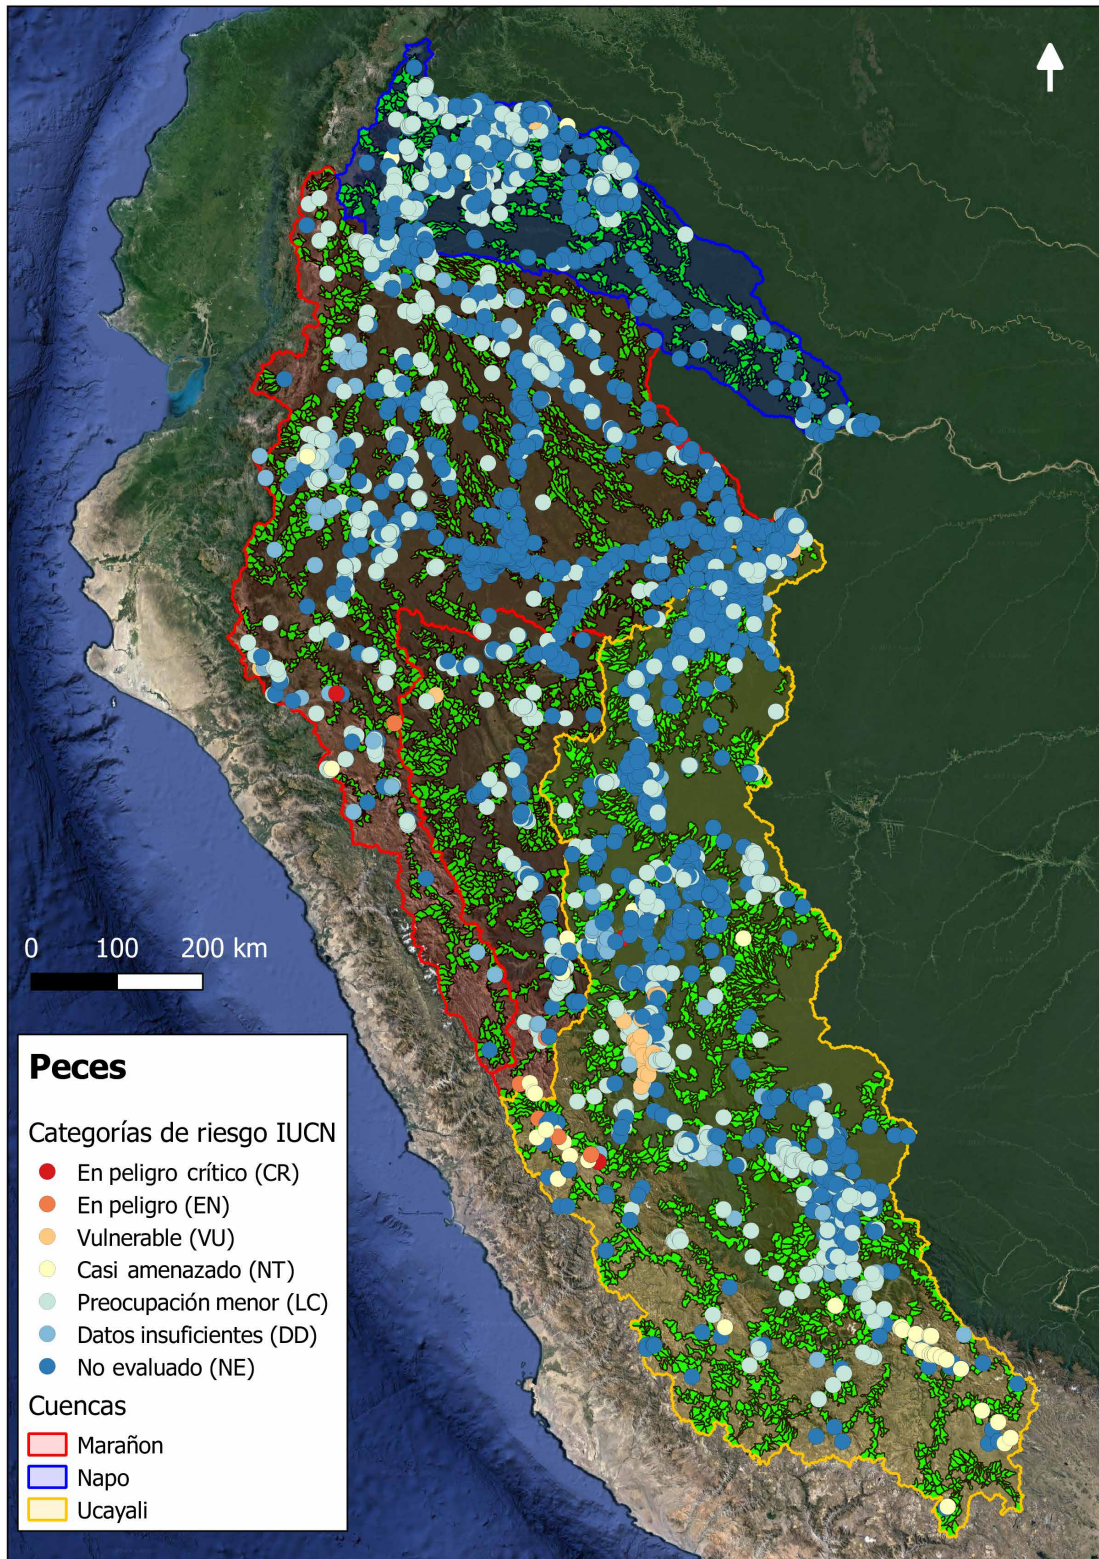 0 100 200 km
Peces
Categorías de riesgo IUCN
En peligro crítico (CR)
En peligro (EN)
Vulnerable (VU)
Casi amenazado (NT)
Preocupación menor (LC)
Datos insuficientes (DD)
No evaluado (NE)
Cuencas
Marañon
Napo
Ucayali